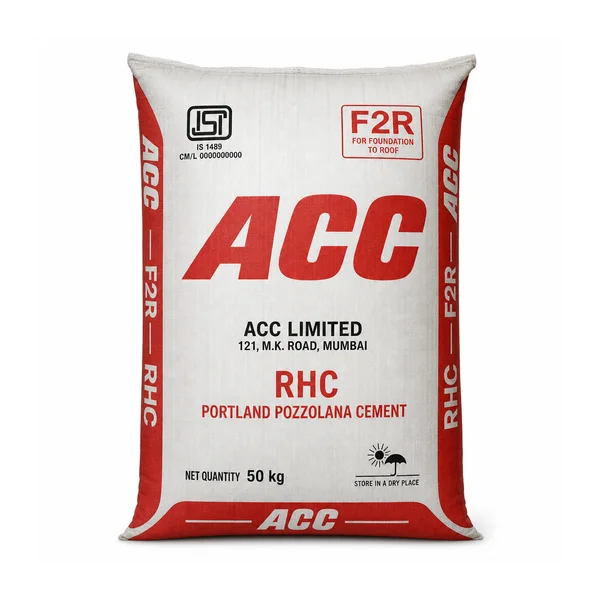 ISI
IS 1489
CM/L 0000000000
F2R
FOR FOUNDATION
TO ROOF
ACC
ACC LIMITED
121, M.K. ROAD, MUMBAI
RHC
PORTLAND POZZOLANA CEMENT
NET QUANTITY 50 kg
STORE IN A DRY PLACE
ACC
ACC — F2R — RHC
RHC — F2R — ACC